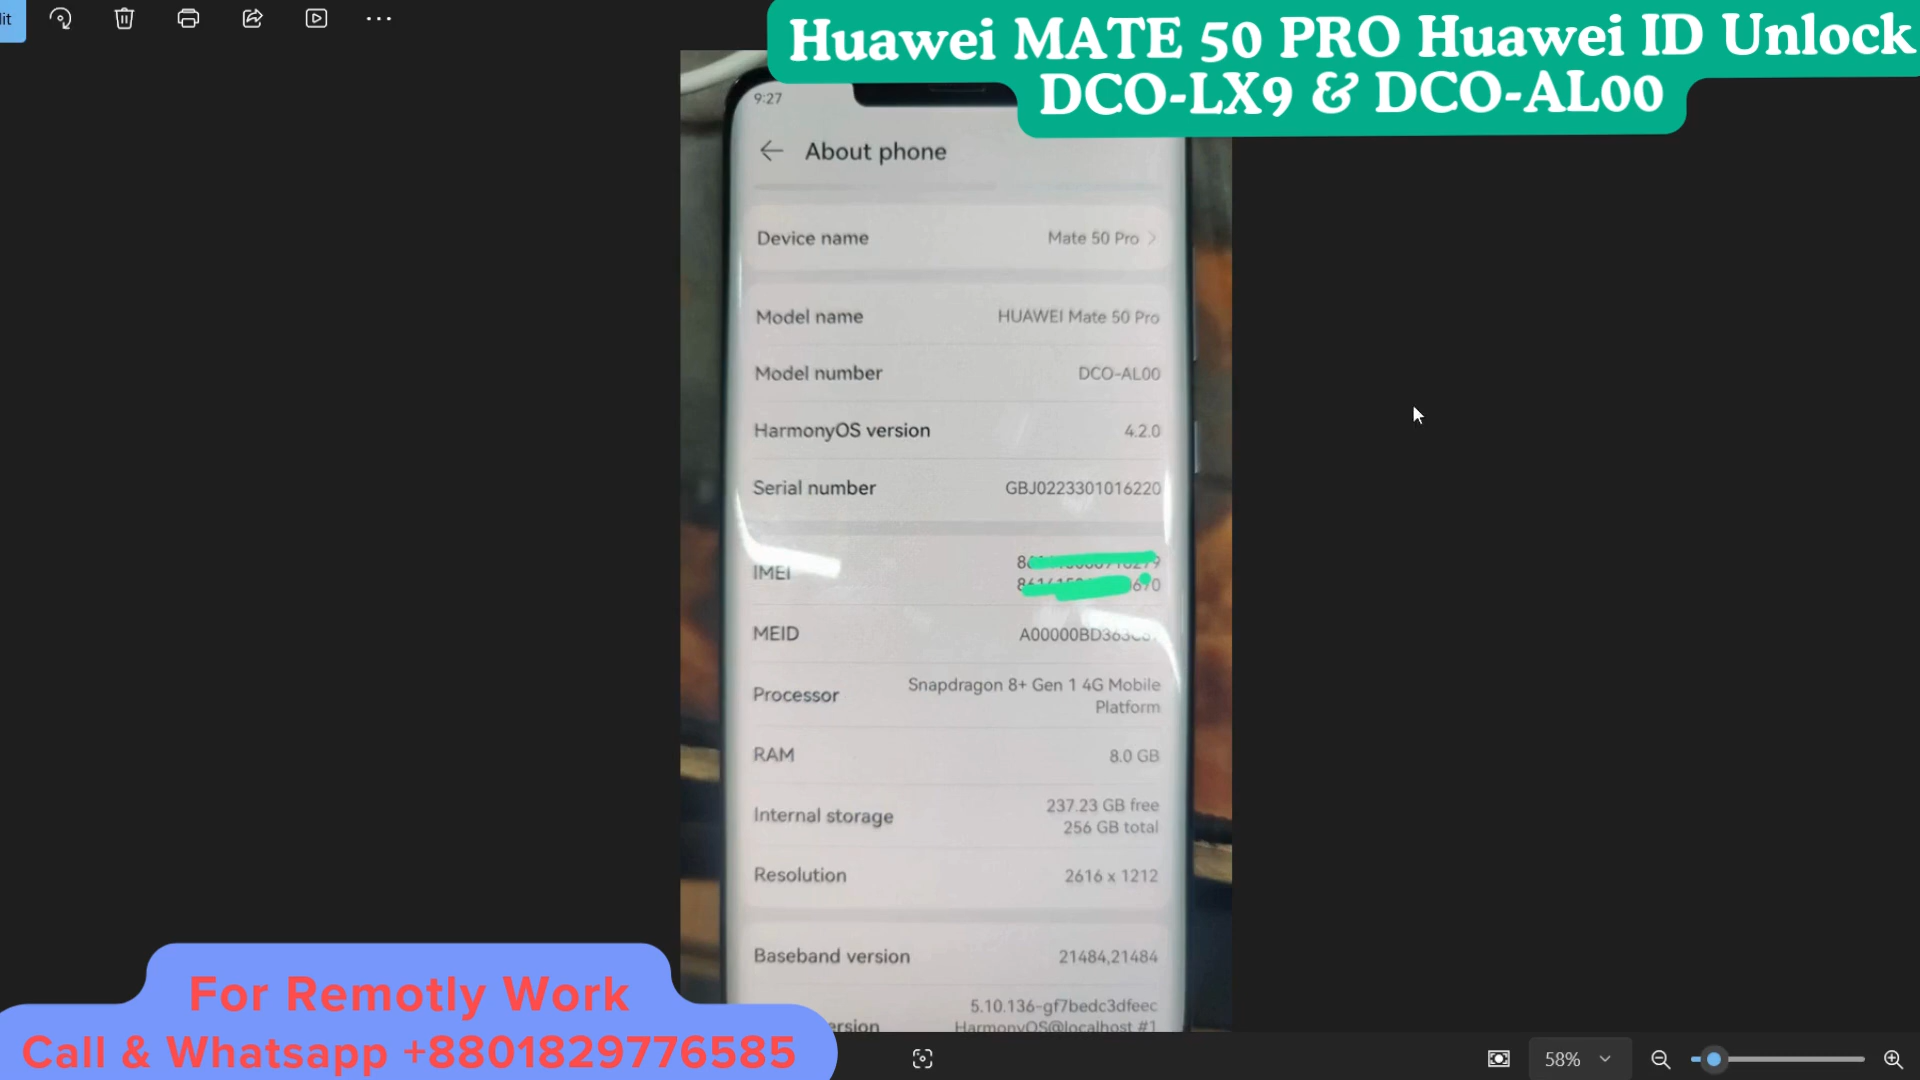 it
Huawei MATE 50 PRO Huawei ID Unlock
DCO-LX9 & DCO-AL00
9:27
About phone
Device name Mate 50 Pro
Model name HUAWEI Mate 50 Pro
Model number DCO-AL00
HarmonyOS version 4.2.0
Serial number GBJ0223301016220
IMEI
MEID
Processor Snapdragon 8+ Gen 1 4G Mobile
Platform
RAM 8.0 GB
Internal storage 237.23 GB free
256 GB total
Resolution 2616 x 1212
Baseband version 21484,21484
5.10.136-gf7bedc3dfeec
HarmonyOS@localhost #1
For Remotly Work
Call & Whatsapp +8801829776585
58%